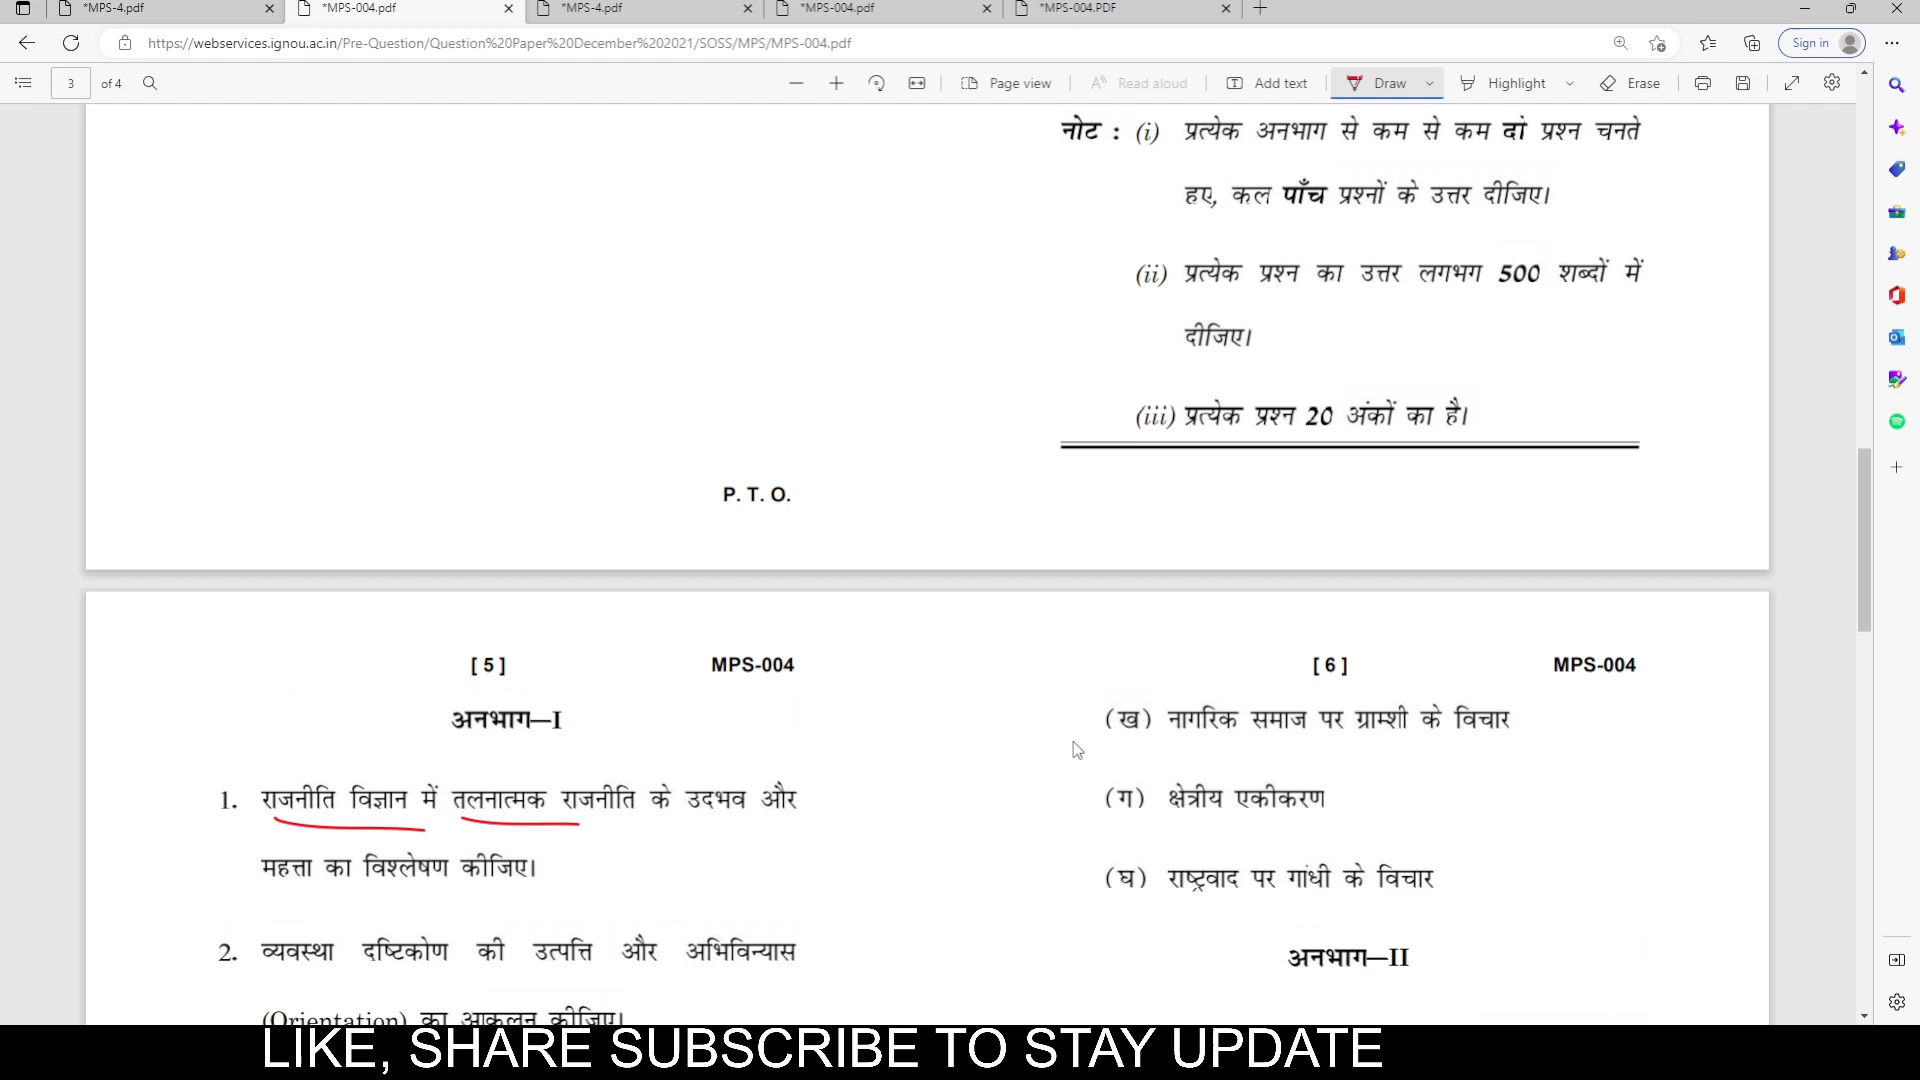 *MPS-4.pdf
*MPS-004.pdf
*MPS-4.pdf
*MPS-004.pdf
*MPS-004.PDF
https://webservices.ignou.ac.in/Pre-Question/Question%20Paper%20December%202021/SOSS/MPS/MPS-004.pdf
Sign in
3 of 4
Page view
Read aloud
Add text
Draw
Highlight
Erase
नोट : (i) प्रत्येक अनभाग से कम से कम दो प्रश्न चनते
हए, कल पाँच प्रश्नों के उत्तर दीजिए।
(ii) प्रत्येक प्रश्न का उत्तर लगभग 500 शब्दों में
दीजिए।
(iii) प्रत्येक प्रश्न 20 अंकों का है।
P. T. O.
[ 5 ] MPS-004
अनभाग—I
1. राजनीति विज्ञान में तलनात्मक राजनीति के उदभव और
महत्ता का विश्लेषण कीजिए।
2. व्यवस्था दष्टिकोण की उत्पत्ति और अभिविन्यास
(Orientation) का आकलन कीजिए।
[ 6 ] MPS-004
(ख) नागरिक समाज पर ग्राम्शी के विचार
(ग) क्षेत्रीय एकीकरण
(घ) राष्ट्रवाद पर गांधी के विचार
अनभाग—II
LIKE, SHARE SUBSCRIBE TO STAY UPDATE